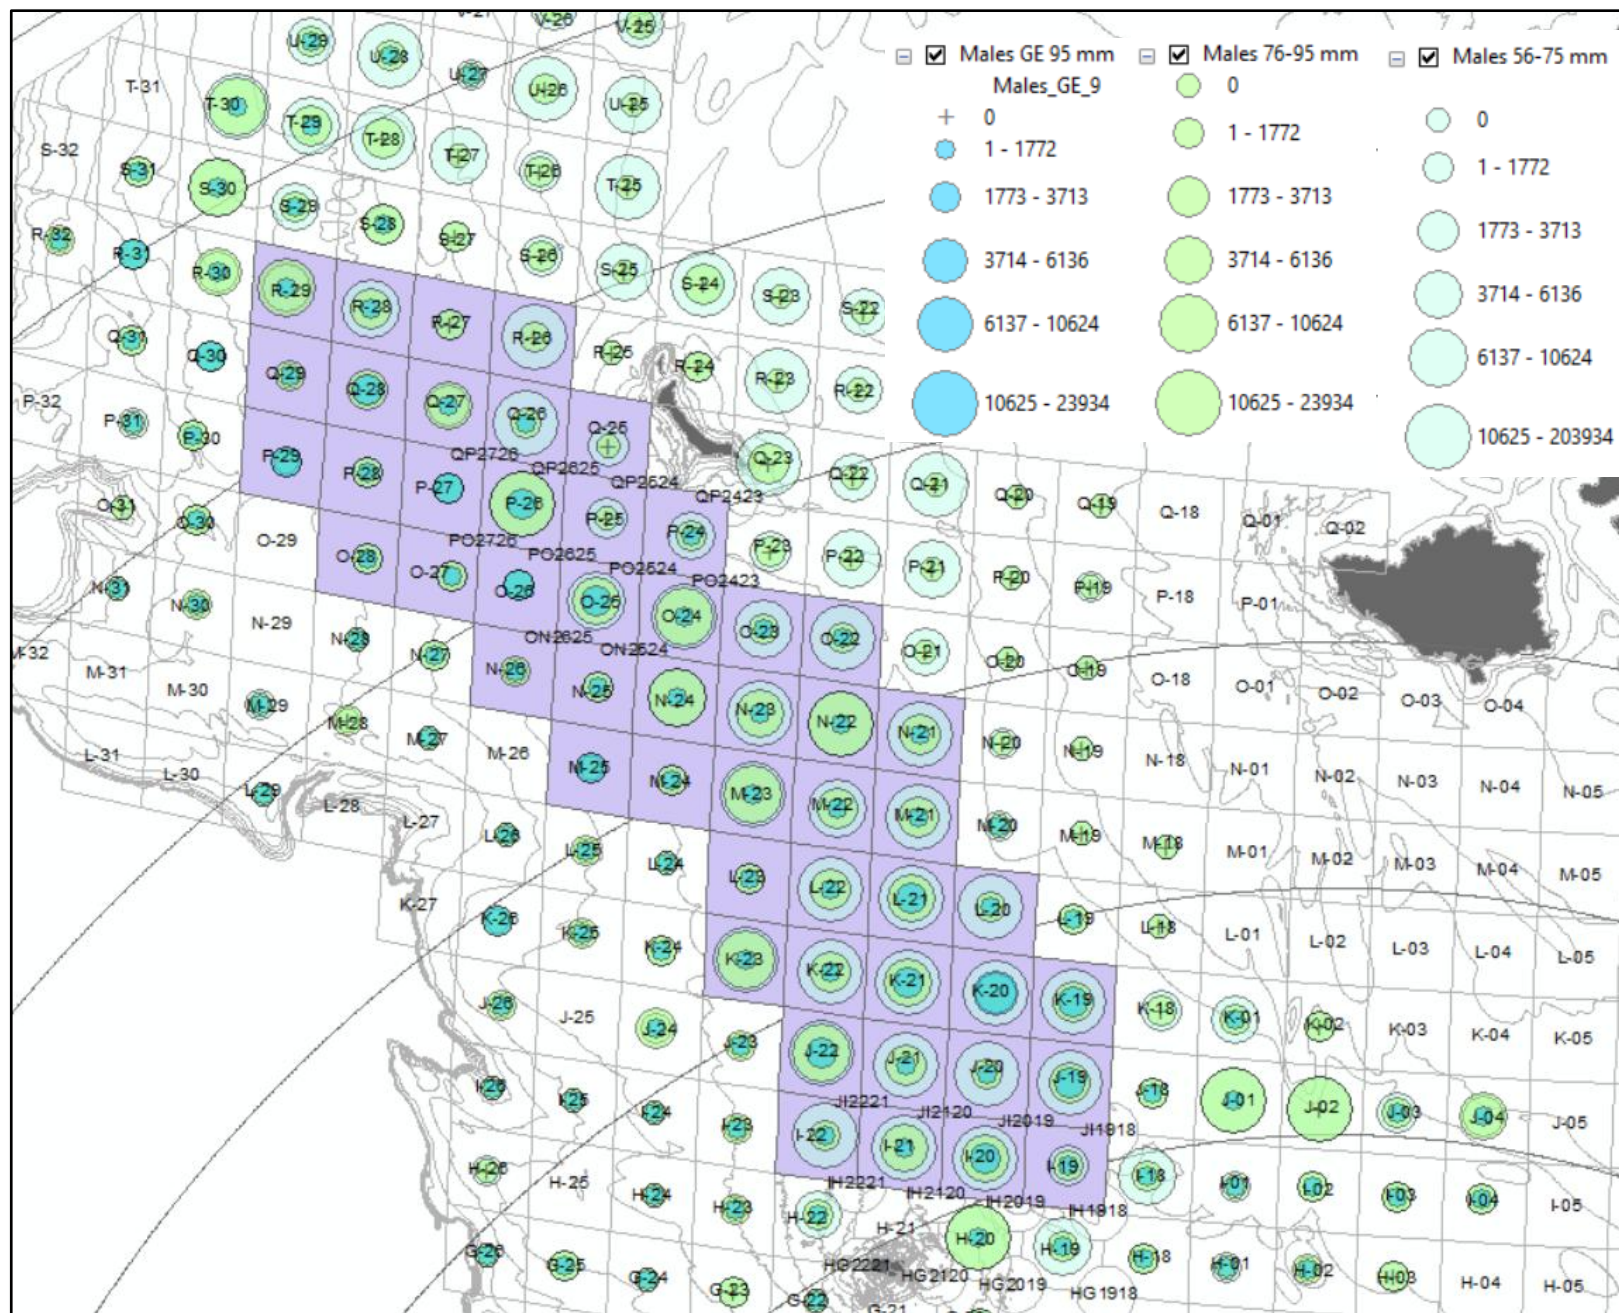 V-27
V-26
V-25
U-29
U-28
U-27
U-26
U-25
T-31
T-30
T-29
T-28
T-27
T-26
T-25
S-32
S-31
S-30
S-29
S-28
S-27
S-26
S-25
S-24
S-23
S-22
R-32
R-31
R-30
R-29
R-28
R-27
R-26
R-25
R-24
R-23
R-22
Males GE 95 mm
Males_GE_9
0
1 - 1772
1773 - 3713
3714 - 6136
6137 - 10624
10625 - 23934
Males 76-95 mm
0
1 - 1772
1773 - 3713
3714 - 6136
6137 - 10624
10625 - 23934
Males 56-75 mm
0
1 - 1772
1773 - 3713
3714 - 6136
6137 - 10624
10625 - 203934
Q-31
Q-30
Q-29
Q-28
Q-27
Q-26
Q-25
Q-23
Q-22
Q-21
Q-20
Q-19
Q-18
Q-01
Q-02
QP2726
QP2625
QP2524
QP2423
P-32
P-31
P-30
P-29
P-28
P-27
P-26
P-25
P-24
P-23
P-22
P-21
P-20
P-19
P-18
P-01
PO2726
PO2625
PO2524
PO2423
O-31
O-30
O-29
O-28
O-27
O-26
O-25
O-24
O-23
O-22
O-21
O-20
O-19
O-18
O-01
O-02
O-03
O-04
ON2625
ON2524
N-31
N-30
N-29
N-28
N-27
N-26
N-25
N-24
N-23
N-22
N-21
N-20
N-19
N-18
N-01
N-02
N-03
N-04
N-05
M-32
M-31
M-30
M-29
M-28
M-27
M-26
M-25
M-24
M-23
M-22
M-21
M-20
M-19
M-18
M-01
M-02
M-03
M-04
M-05
L-31
L-30
L-29
L-28
L-27
L-26
L-25
L-24
L-23
L-22
L-21
L-20
L-19
L-18
L-01
L-02
L-03
L-04
L-05
K-27
K-26
K-25
K-24
K-23
K-22
K-21
K-20
K-19
K-18
K-01
K-02
K-03
K-04
K-05
J-26
J-25
J-24
J-23
J-22
J-21
J-20
J-19
J-18
J-01
J-02
J-03
J-04
J-05
JI2221
JI2120
JI2019
JI1918
I-26
I-25
I-24
I-23
I-22
I-21
I-20
I-19
I-18
I-01
I-02
I-03
I-04
I-05
IH2221
IH2120
IH2019
IH1918
H-26
H-25
H-24
H-23
H-22
H-21
H-20
H-19
H-18
H-01
H-02
H-03
H-04
H-05
HG2221
HG2120
HG2019
HG1918
G-26
G-25
G-24
G-23
G-22
G-21